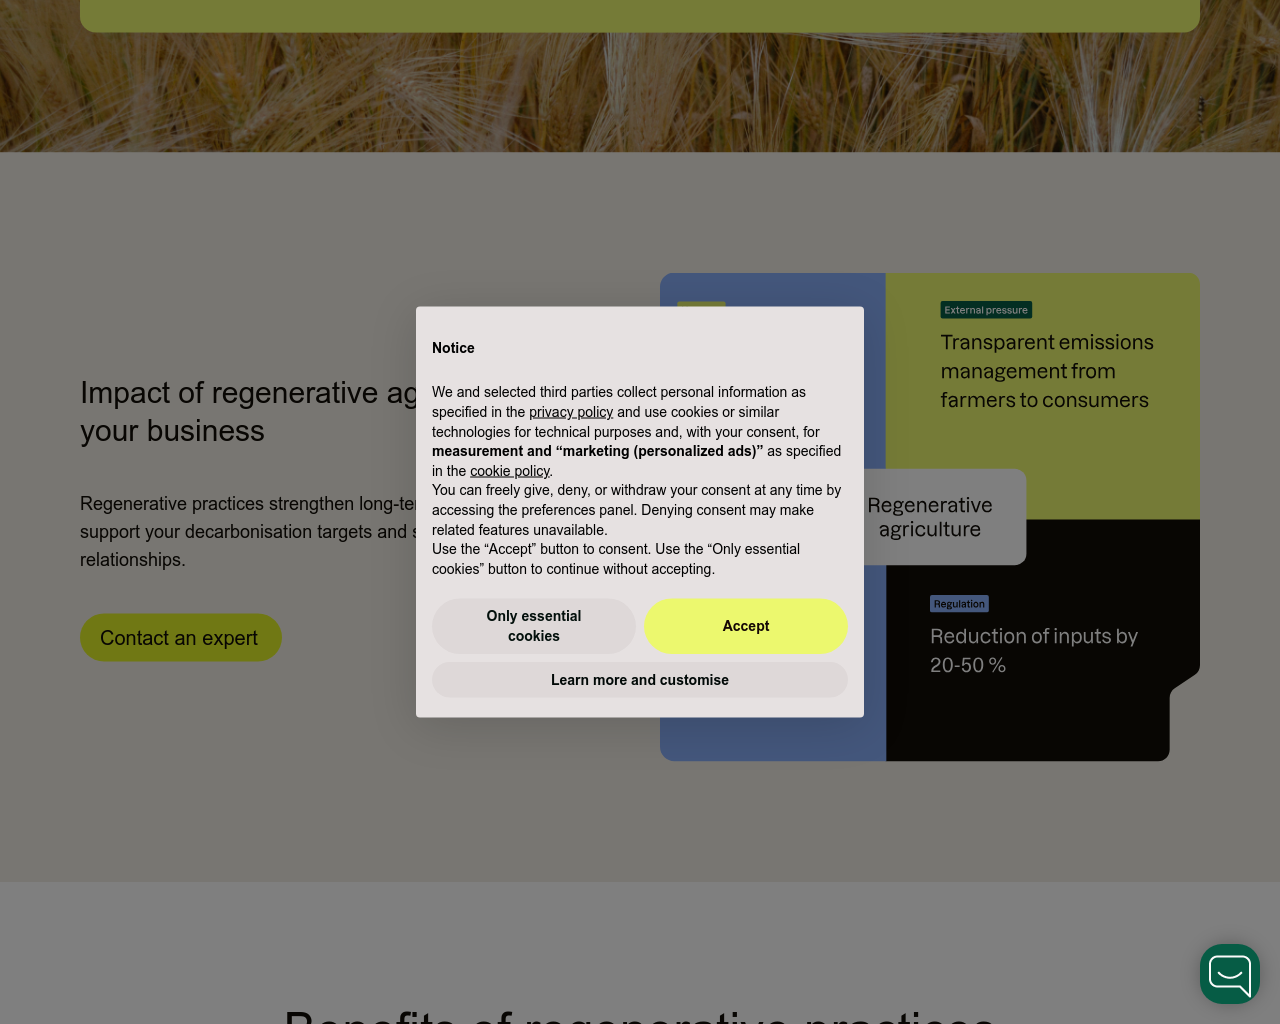 External pressure
Transparent emissions
management from
farmers to consumers
Notice
We and selected third parties collect personal information as
specified in the privacy policy and use cookies or similar
technologies for technical purposes and, with your consent, for
measurement and “marketing (personalized ads)” as specified
in the cookie policy.
You can freely give, deny, or withdraw your consent at any time by
accessing the preferences panel. Denying consent may make
related features unavailable.
Use the “Accept” button to consent. Use the “Only essential
cookies” button to continue without accepting.
Only essential
cookies
Accept
Learn more and customise
Impact of regenerative
your business
Regenerative practices strengthen
support your decarbonisation targets and
relationships.
Contact an expert
Regenerative
agriculture
Regulation
Reduction of inputs by
20-50 %
Benefits of regenerative practices